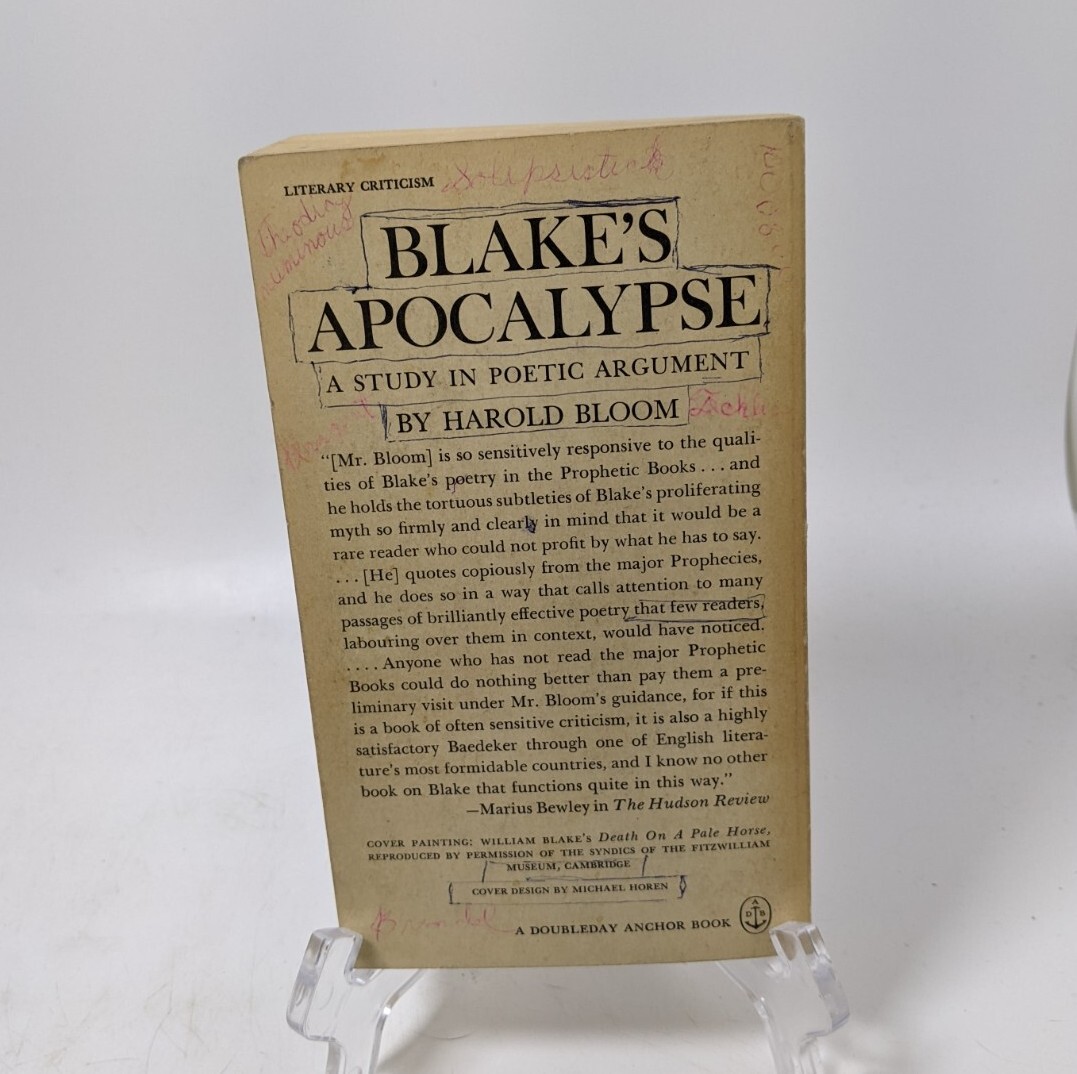 LITERARY CRITICISM
Solipsistick
Theodicy
BLAKE'S
APOCALYPSE
A STUDY IN POETIC ARGUMENT
BY HAROLD BLOOM
"[Mr. Bloom] is so sensitively responsive to the quali-
ties of Blake's poetry in the Prophetic Books . . . and
he holds the tortuous subtleties of Blake's proliferating
myth so firmly and clearly in mind that it would be a
rare reader who could not profit by what he has to say.
. . . [He] quotes copiously from the major Prophecies,
and he does so in a way that calls attention to many
passages of brilliantly effective poetry that few readers,
labouring over them in context, would have noticed.
. . . . Anyone who has not read the major Prophetic
Books could do nothing better than pay them a pre-
liminary visit under Mr. Bloom's guidance, for if this
is a book of often sensitive criticism, it is also a highly
satisfactory Baedeker through one of English litera-
ture's most formidable countries, and I know no other
book on Blake that functions quite in this way."
—Marius Bewley in The Hudson Review
COVER PAINTING: WILLIAM BLAKE'S Death On A Pale Horse,
REPRODUCED BY PERMISSION OF THE SYNDICS OF THE FITZWILLIAM
MUSEUM, CAMBRIDGE
COVER DESIGN BY MICHAEL HOREN
A DOUBLEDAY ANCHOR BOOK
A
D B